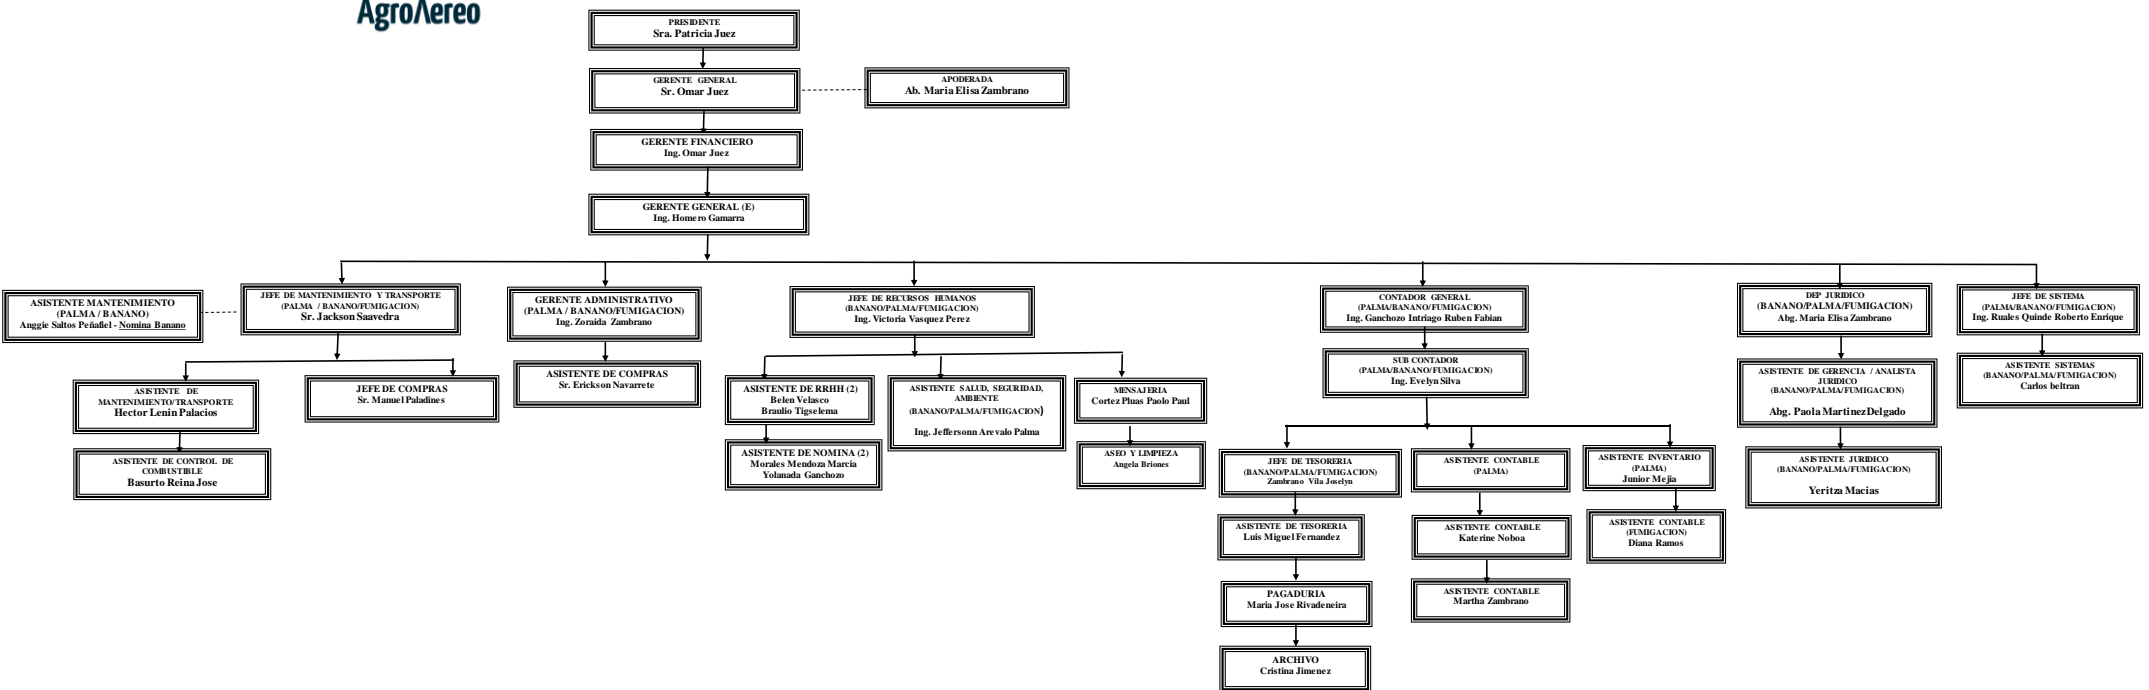 AgroAereo
PRESIDENTE
Sra. Patricia Juez
GERENTE GENERAL
Sr. Omar Juez
APODERADA
Ab. Maria Elisa Zambrano
GERENTE FINANCIERO
Ing. Omar Juez
GERENTE GENERAL (E)
Ing. Homero Gamarra
ASISTENTE MANTENIMIENTO
(PALMA / BANANO)
Anggie Saltos Peñafiel - Nomina Banano
JEFE DE MANTENIMIENTO Y TRANSPORTE
(PALMA / BANANO/FUMIGACION)
Sr. Jackson Saavedra
GERENTE ADMINISTRATIVO
(PALMA / BANANO/FUMIGACION)
Ing. Zoraida Zambrano
JEFE DE RECURSOS HUMANOS
(BANANO/PALMA/FUMIGACION)
Ing. Victoria Vasquez Perez
CONTADOR GENERAL
(PALMA/BANANO/FUMIGACION)
Ing. Ganchozo Intriago Ruben Fabian
DEP JURIDICO
(BANANO/PALMA/FUMIGACION)
Abg. Maria Elisa Zambrano
JEFE DE SISTEMA
(PALMA/BANANO/FUMIGACION)
Ing. Ruales Quinde Roberto Enrique
ASISTENTE DE
MANTENIMIENTO/TRANSPORTE
Hector Lenin Palacios
JEFE DE COMPRAS
Sr. Manuel Paladines
ASISTENTE DE COMPRAS
Sr. Erickson Navarrete
ASISTENTE DE RRHH (2)
Belen Velasco
Braulio Tigselema
ASISTENTE SALUD, SEGURIDAD,
AMBIENTE
(BANANO/PALMA/FUMIGACION)
Ing. Jeffersonn Arevalo Palma
MENSAJERIA
Cortez Pluas Paolo Paul
SUB CONTADOR
(PALMA/BANANO/FUMIGACION)
Ing. Evelyn Silva
ASISTENTE DE GERENCIA / ANALISTA
JURIDICO
(BANANO/PALMA/FUMIGACION)
Abg. Paola Martinez Delgado
ASISTENTE SISTEMAS
(BANANO/PALMA/FUMIGACION)
Carlos beltran
ASISTENTE DE CONTROL DE
COMBUSTIBLE
Basurto Reina Jose
ASISTENTE DE NOMINA (2)
Morales Mendoza Marcia
Yolanada Ganchozo
ASEO Y LIMPIEZA
Angela Briones
JEFE DE TESORERIA
(BANANO/PALMA/FUMIGACION)
Zambrano Vila Joselyn
ASISTENTE CONTABLE
(PALMA)
ASISTENTE INVENTARIO
(PALMA)
Junior Mejia
ASISTENTE JURIDICO
(BANANO/PALMA/FUMIGACION)
Yeritza Macias
ASISTENTE DE TESORERIA
Luis Miguel Fernandez
ASISTENTE CONTABLE
Katerine Noboa
ASISTENTE CONTABLE
(FUMIGACION)
Diana Ramos
PAGADURIA
Maria Jose Rivadeneira
ASISTENTE CONTABLE
Martha Zambrano
ARCHIVO
Cristina Jimenez